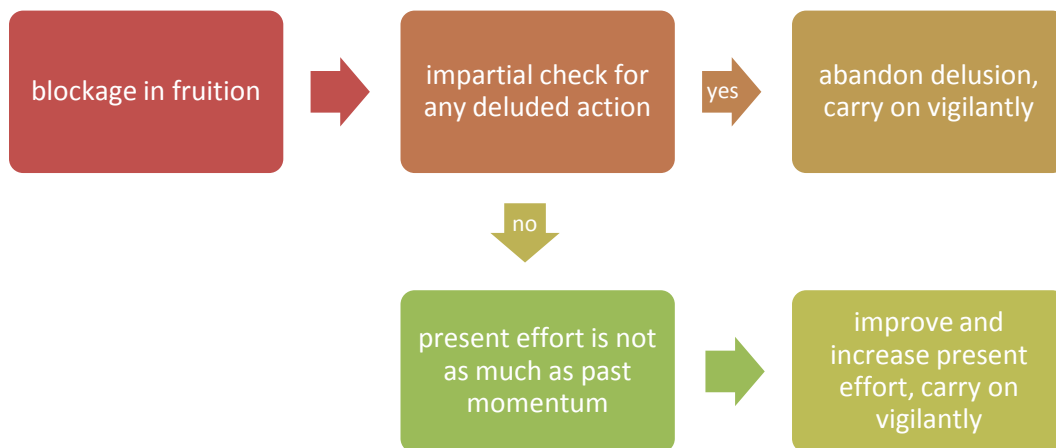 blockage in fruition
impartial check for
any deluded action
yes
abandon delusion,
carry on vigilantly
no
present effort is not
as much as past
momentum
improve and
increase present
effort, carry on
vigilantly